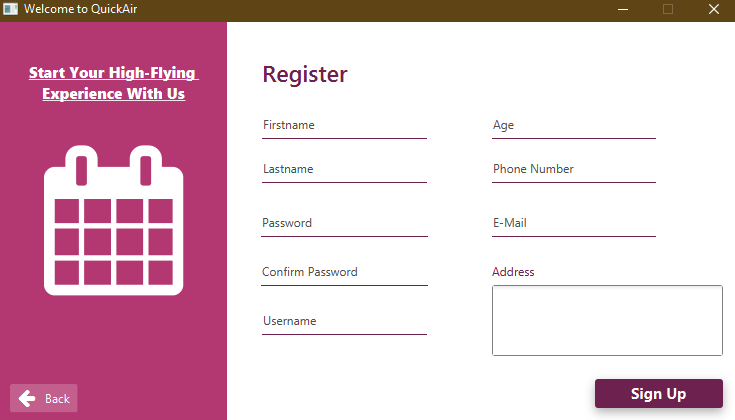 Welcome to QuickAir
Start Your High-Flying
Experience With Us
Back
Register
Firstname
Lastname
Password
Confirm Password
Username
Age
Phone Number
E-Mail
Address
Sign Up